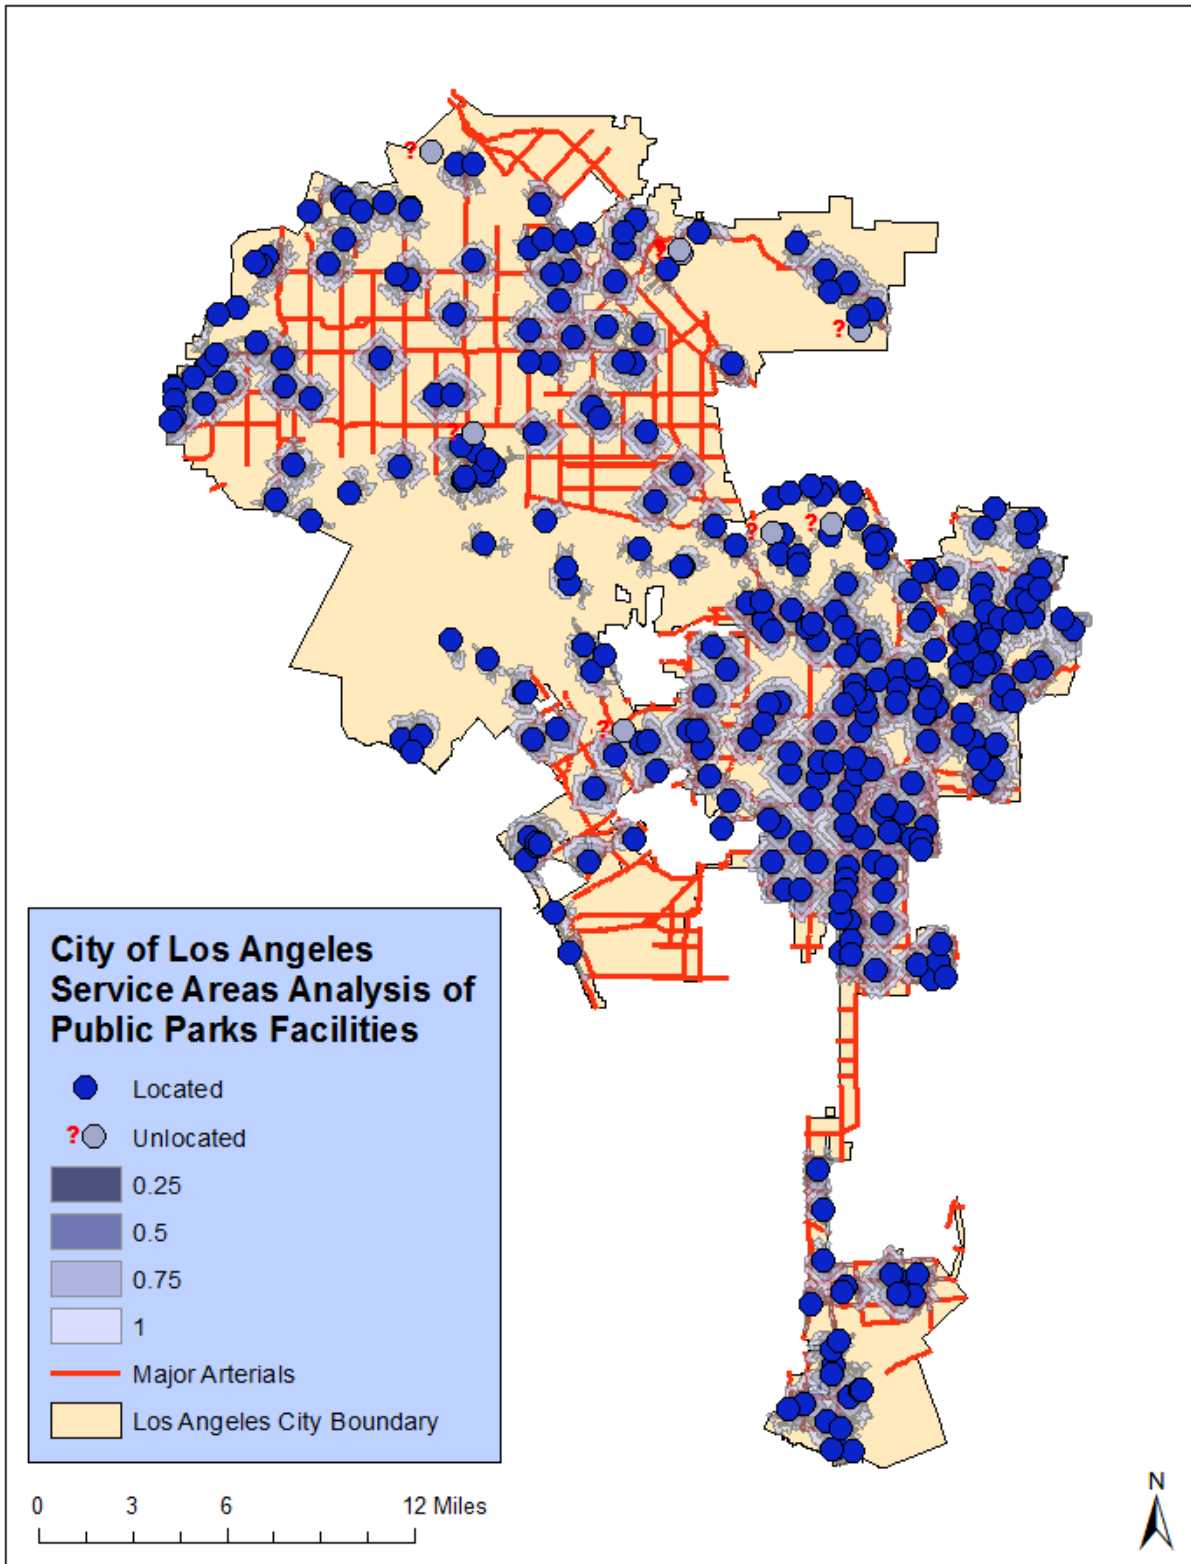 ?
?
?
?
?
?
?
City of Los Angeles
Service Areas Analysis of
Public Parks Facilities
Located
? Unlocated
0.25
0.5
0.75
1
Major Arterials
Los Angeles City Boundary
0 3 6 12 Miles
N